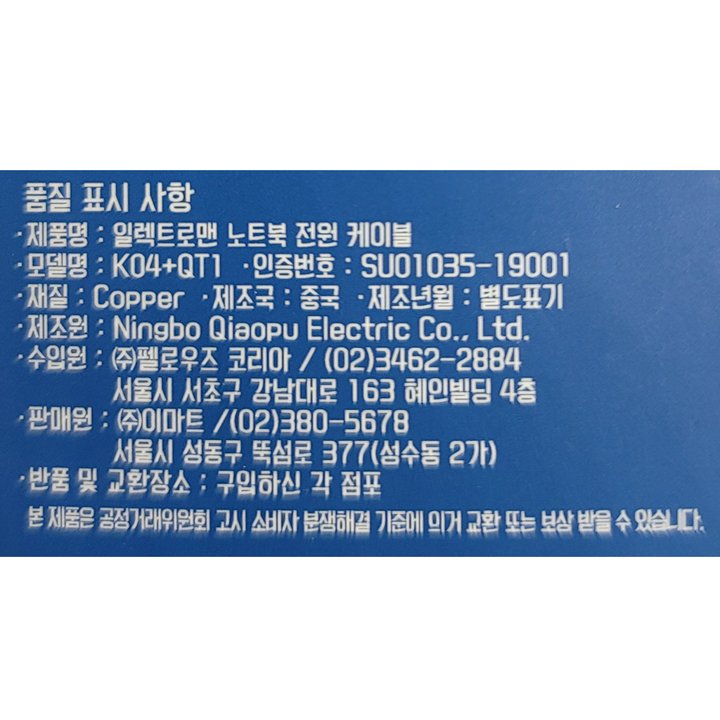 품질 표시 사항
·제품명 : 일렉트로맨 노트북 전원 케이블
·모델명 : K04+QT1 ·인증번호 : SU01035-19001
·재질 : Copper ·제조국 : 중국 ·제조년월 : 별도표기
·제조원 : Ningbo Qiaopu Electric Co., Ltd.
·수입원 : ㈜펠로우즈 코리아 / (02)3462-2884
서울시 서초구 강남대로 163 혜인빌딩 4층
·판매원 : ㈜이마트 /(02)380-5678
서울시 성동구 뚝섬로 377(성수동 2가)
·반품 및 교환장소 : 구입하신 각 점포
본 제품은 공정거래위원회 고시 소비자 분쟁해결 기준에 의거 교환 또는 보상 받을 수 있습니다.